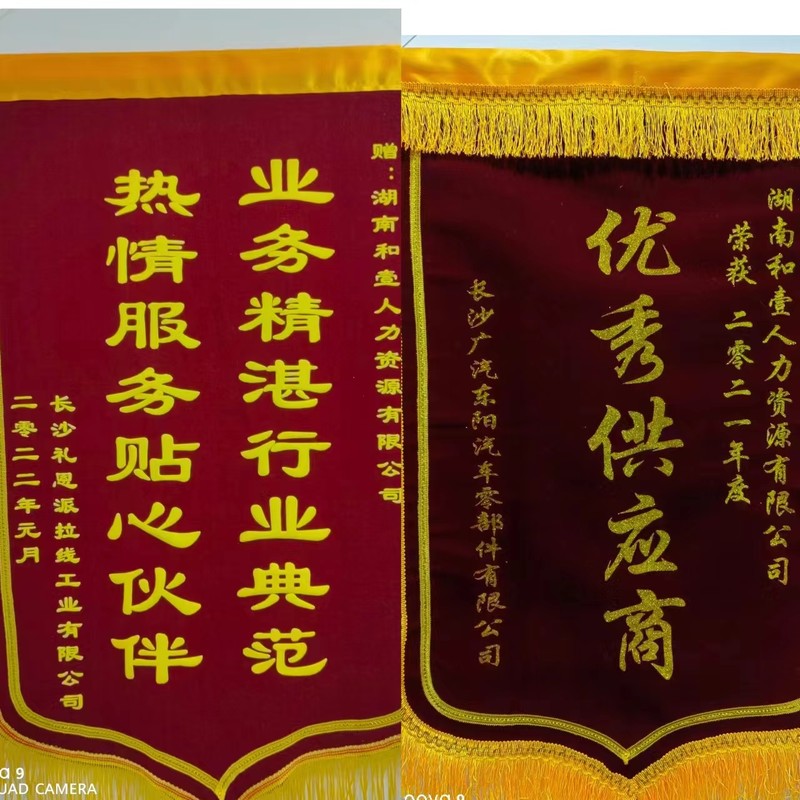 赠：湖南和壹人力资源有限公司
业务精湛行业典范
热情服务贴心伙伴
长沙礼恩派拉线工业有限公司
二零二二年元月
湖南和壹人力资源有限公司
荣获 二零二一年度
优秀供应商
长沙广汽东阳汽车零部件有限公司
9
UAD CAMERA